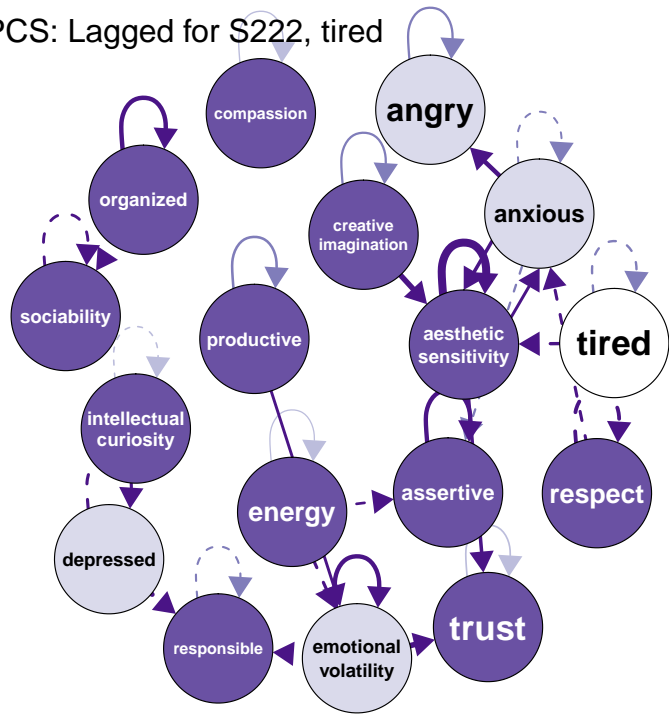 PCS: Lagged for S222, tired
compassion
angry
organized
anxious
creative
imagination
sociability
productive
aesthetic
sensitivity
tired
intellectual
curiosity
energy
assertive
respect
depressed
responsible
emotional
volatility
trust